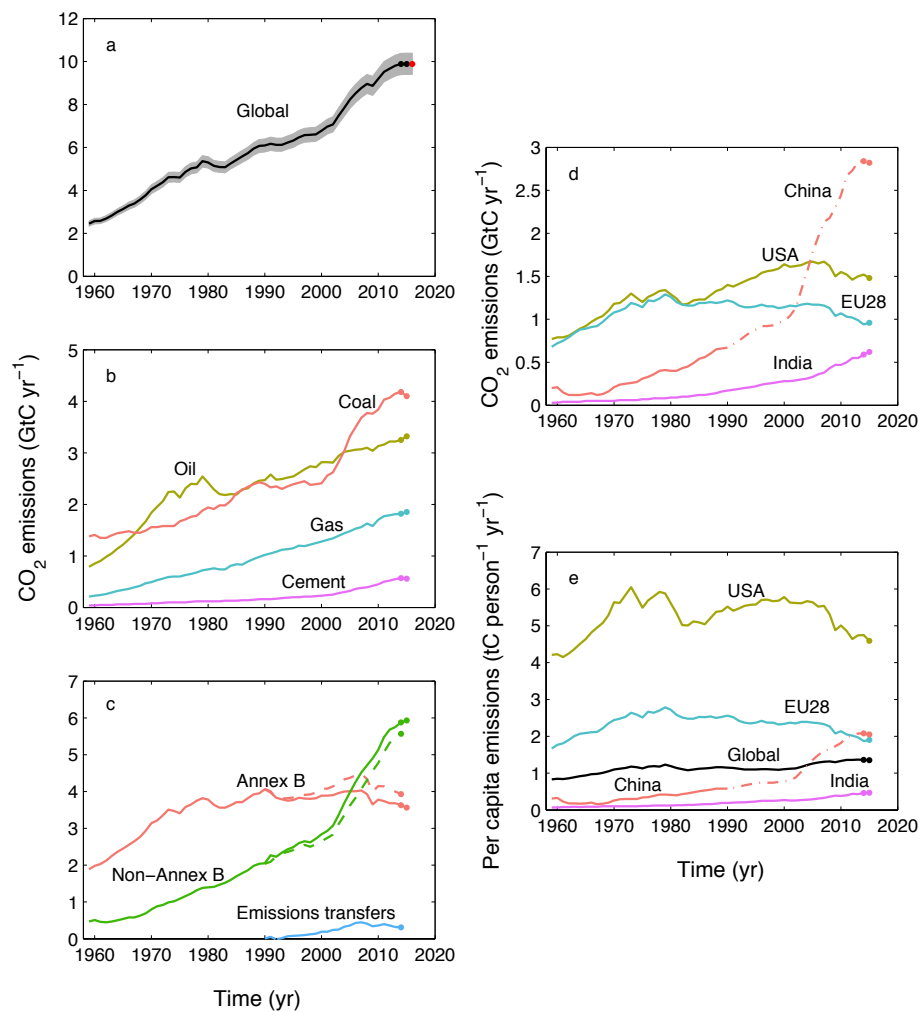 a
Global
12
10
8
6
4
2
0
1960 1970 1980 1990 2000 2010 2020
b
Coal
Oil
Gas
Cement
5
4
3
2
1
0
1960 1970 1980 1990 2000 2010 2020
CO2 emissions (GtC yr−1)
c
Annex B
Non−Annex B
Emissions transfers
7
6
5
4
3
2
1
0
1960 1970 1980 1990 2000 2010 2020
Time (yr)
d
China
USA
EU28
India
3
2.5
2
1.5
1
0.5
0
1960 1970 1980 1990 2000 2010 2020
CO2 emissions (GtC yr−1)
e
USA
EU28
Global
China
India
7
6
5
4
3
2
1
0
1960 1970 1980 1990 2000 2010 2020
Per capita emissions (tC person−1 yr−1)
Time (yr)